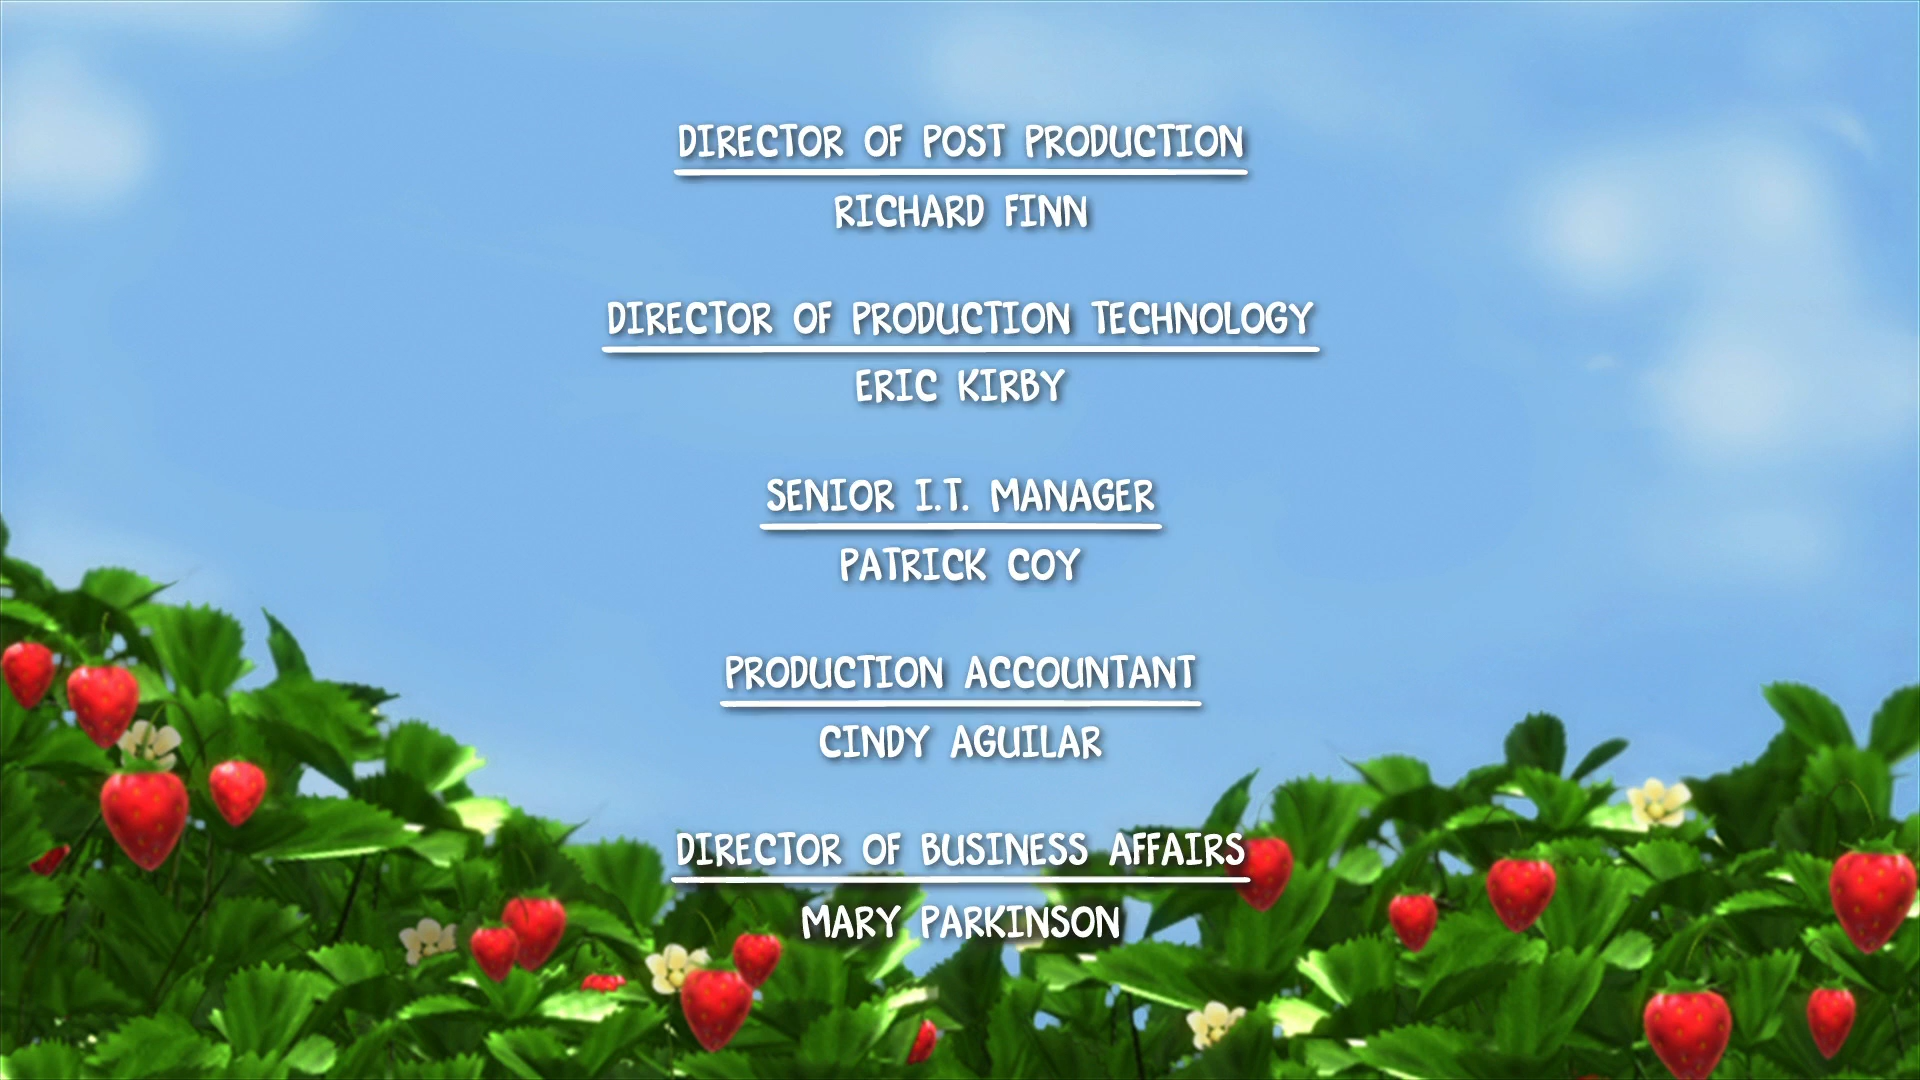 DIRECTOR OF POST PRODUCTION
RICHARD FINN
DIRECTOR OF PRODUCTION TECHNOLOGY
ERIC KIRBY
SENIOR I.T. MANAGER
PATRICK COY
PRODUCTION ACCOUNTANT
CINDY AGUILAR
DIRECTOR OF BUSINESS AFFAIRS
MARY PARKINSON